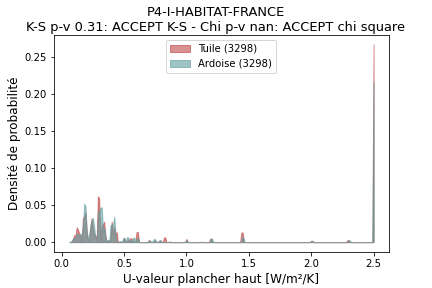 P4-I-HABITAT-FRANCE
K-S p-v 0.31: ACCEPT K-S - Chi p-v nan: ACCEPT chi square
Tuile (3298)
Ardoise (3298)
Densité de probabilité
0.25
0.20
0.15
0.10
0.05
0.00
0.0 0.5 1.0 1.5 2.0 2.5
U-valeur plancher haut [W/m²/K]